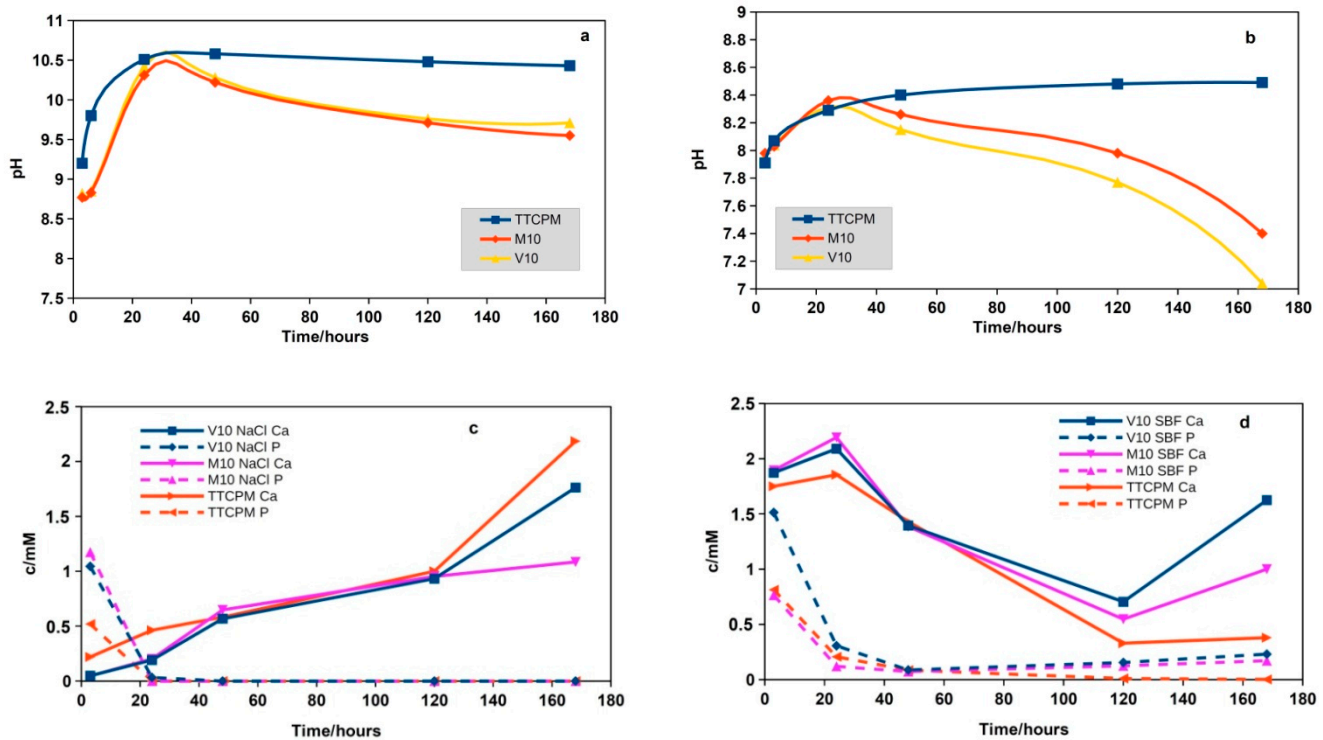 11
10.5
10
9.5
9
8.5
8
7.5
pH
a
TTCPM
M10
V10
0 20 40 60 80 100 120 140 160 180
Time/hours
9
8.8
8.6
8.4
8.2
8
7.8
7.6
7.4
7.2
7
pH
b
TTCPM
M10
V10
0 20 40 60 80 100 120 140 160 180
Time/hours
2.5
2
1.5
1
0.5
0
c/mM
c
V10 NaCl Ca
V10 NaCl P
M10 NaCl Ca
M10 NaCl P
TTCPM Ca
TTCPM P
0 20 40 60 80 100 120 140 160 180
Time/hours
2.5
2
1.5
1
0.5
0
c/mM
d
V10 SBF Ca
V10 SBF P
M10 SBF Ca
M10 SBF P
TTCPM Ca
TTCPM P
0 20 40 60 80 100 120 140 160 180
Time/hours